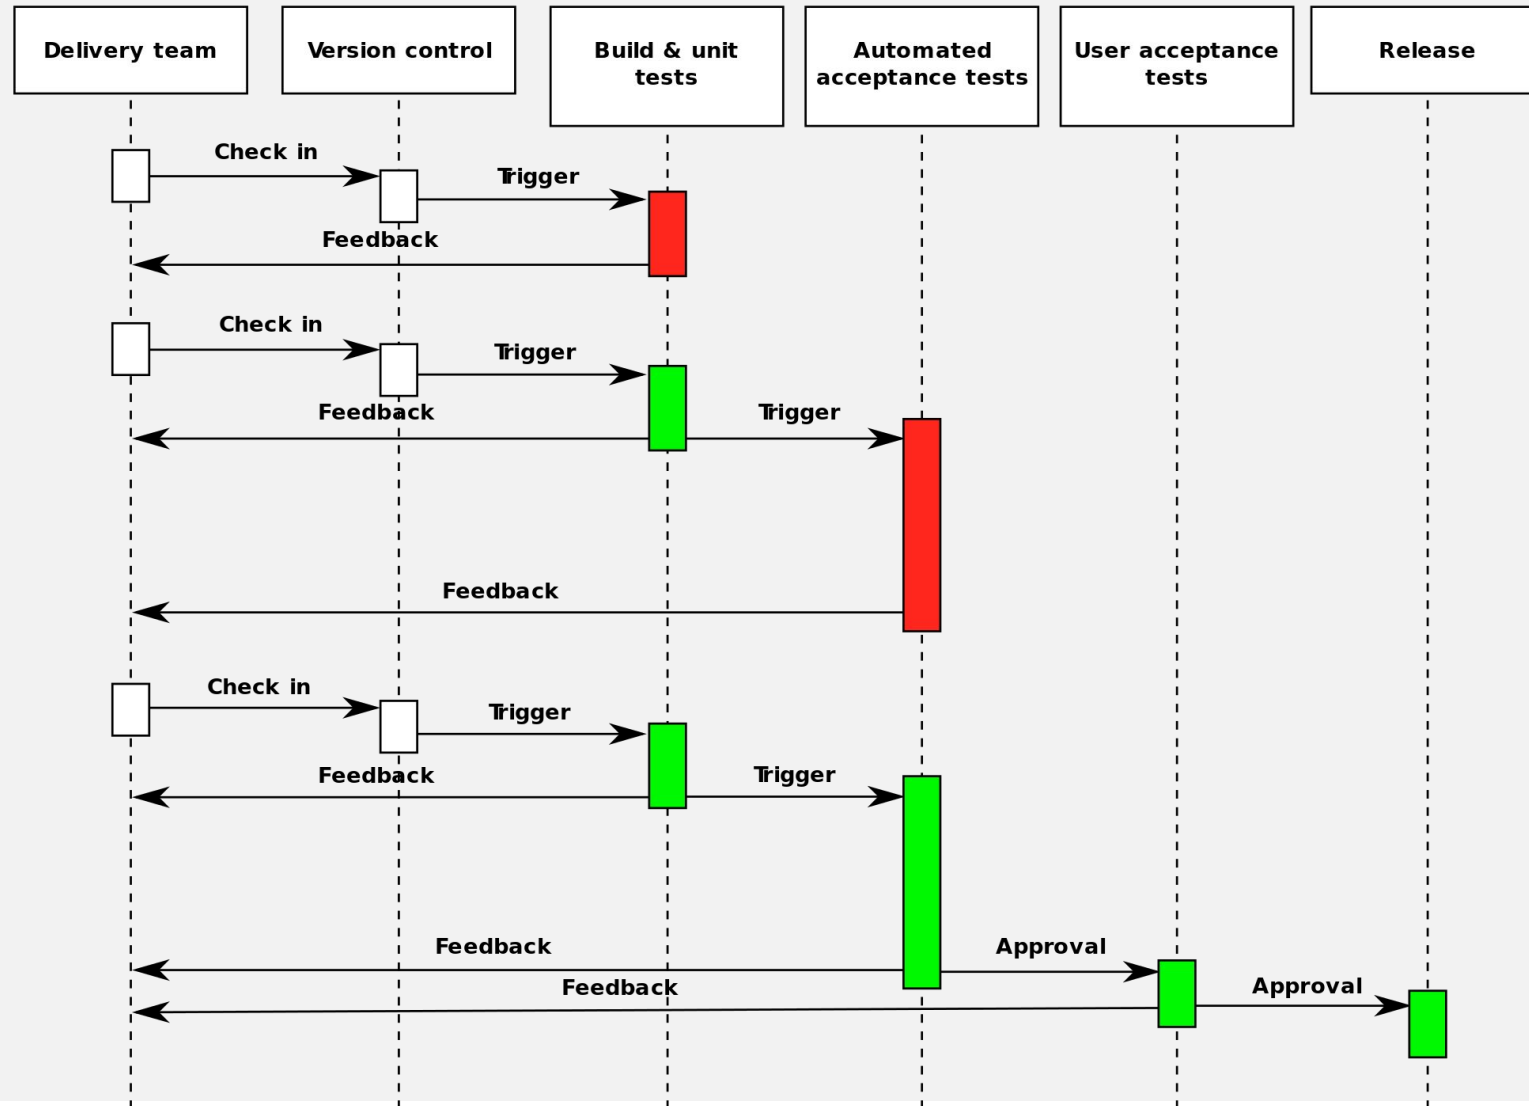 Delivery team
Version control
Build & unit
tests
Automated
acceptance tests
User acceptance
tests
Release
Check in
Trigger
Feedback
Check in
Trigger
Feedback
Trigger
Feedback
Check in
Trigger
Feedback
Trigger
Feedback
Approval
Feedback
Approval